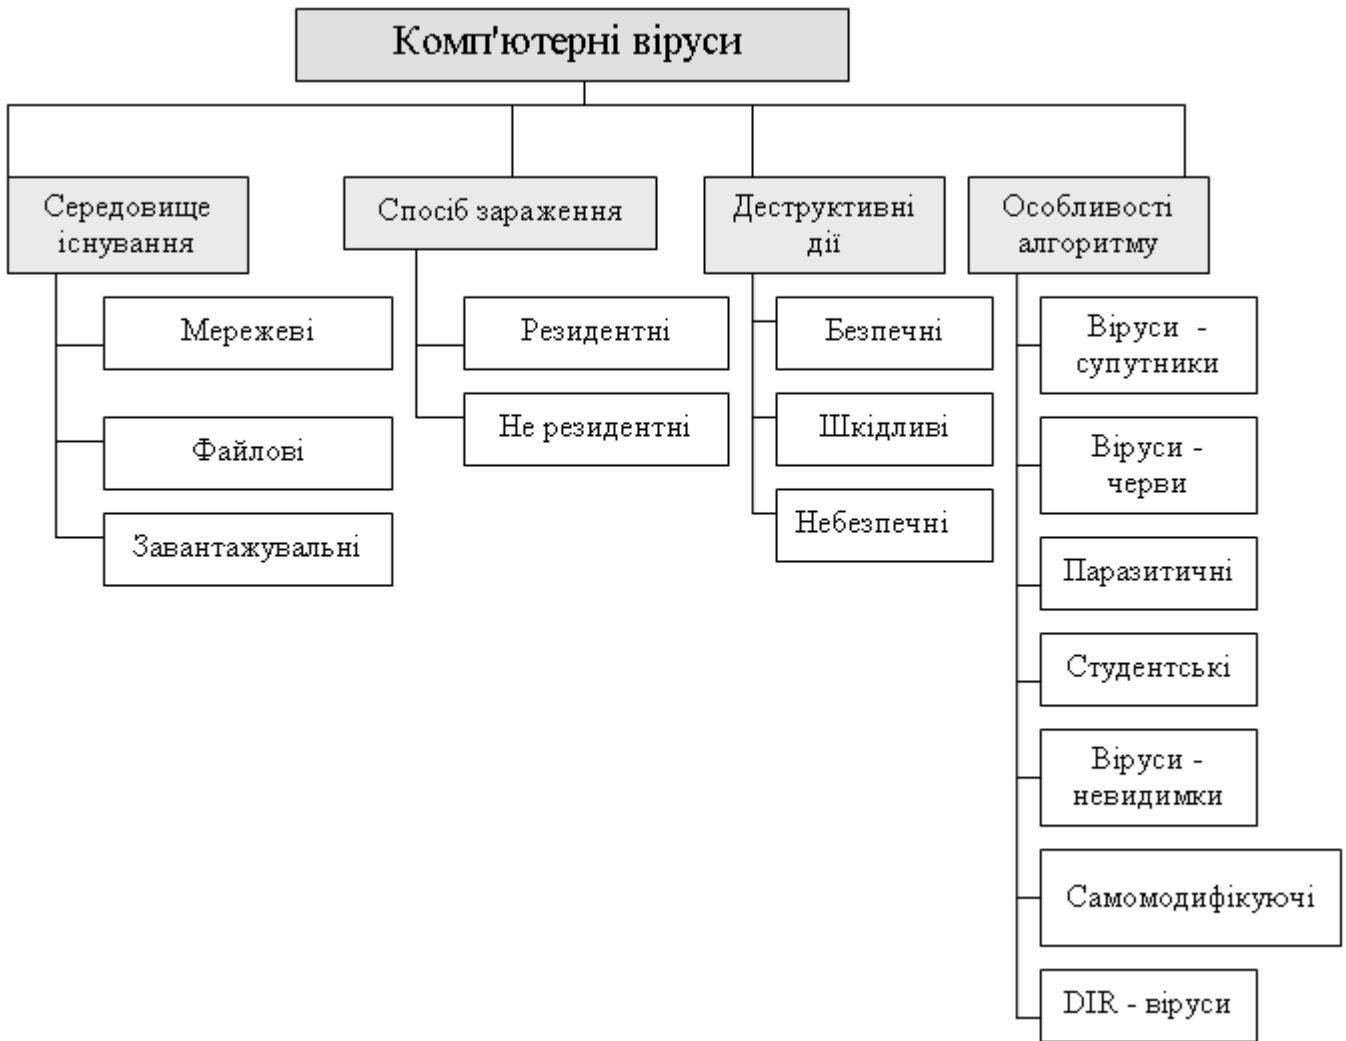 Комп'ютерні віруси
Середовище
існування
Мережеві
Файлові
Завантажувальні
Спосіб зараження
Резидентні
Не резидентні
Деструктивні
дії
Безпечні
Шкідливі
Небезпечні
Особливості
алгоритму
Віруси -
супутники
Віруси -
черви
Паразитичні
Студентські
Віруси -
невидимки
Самомодифікуючі
DIR - віруси